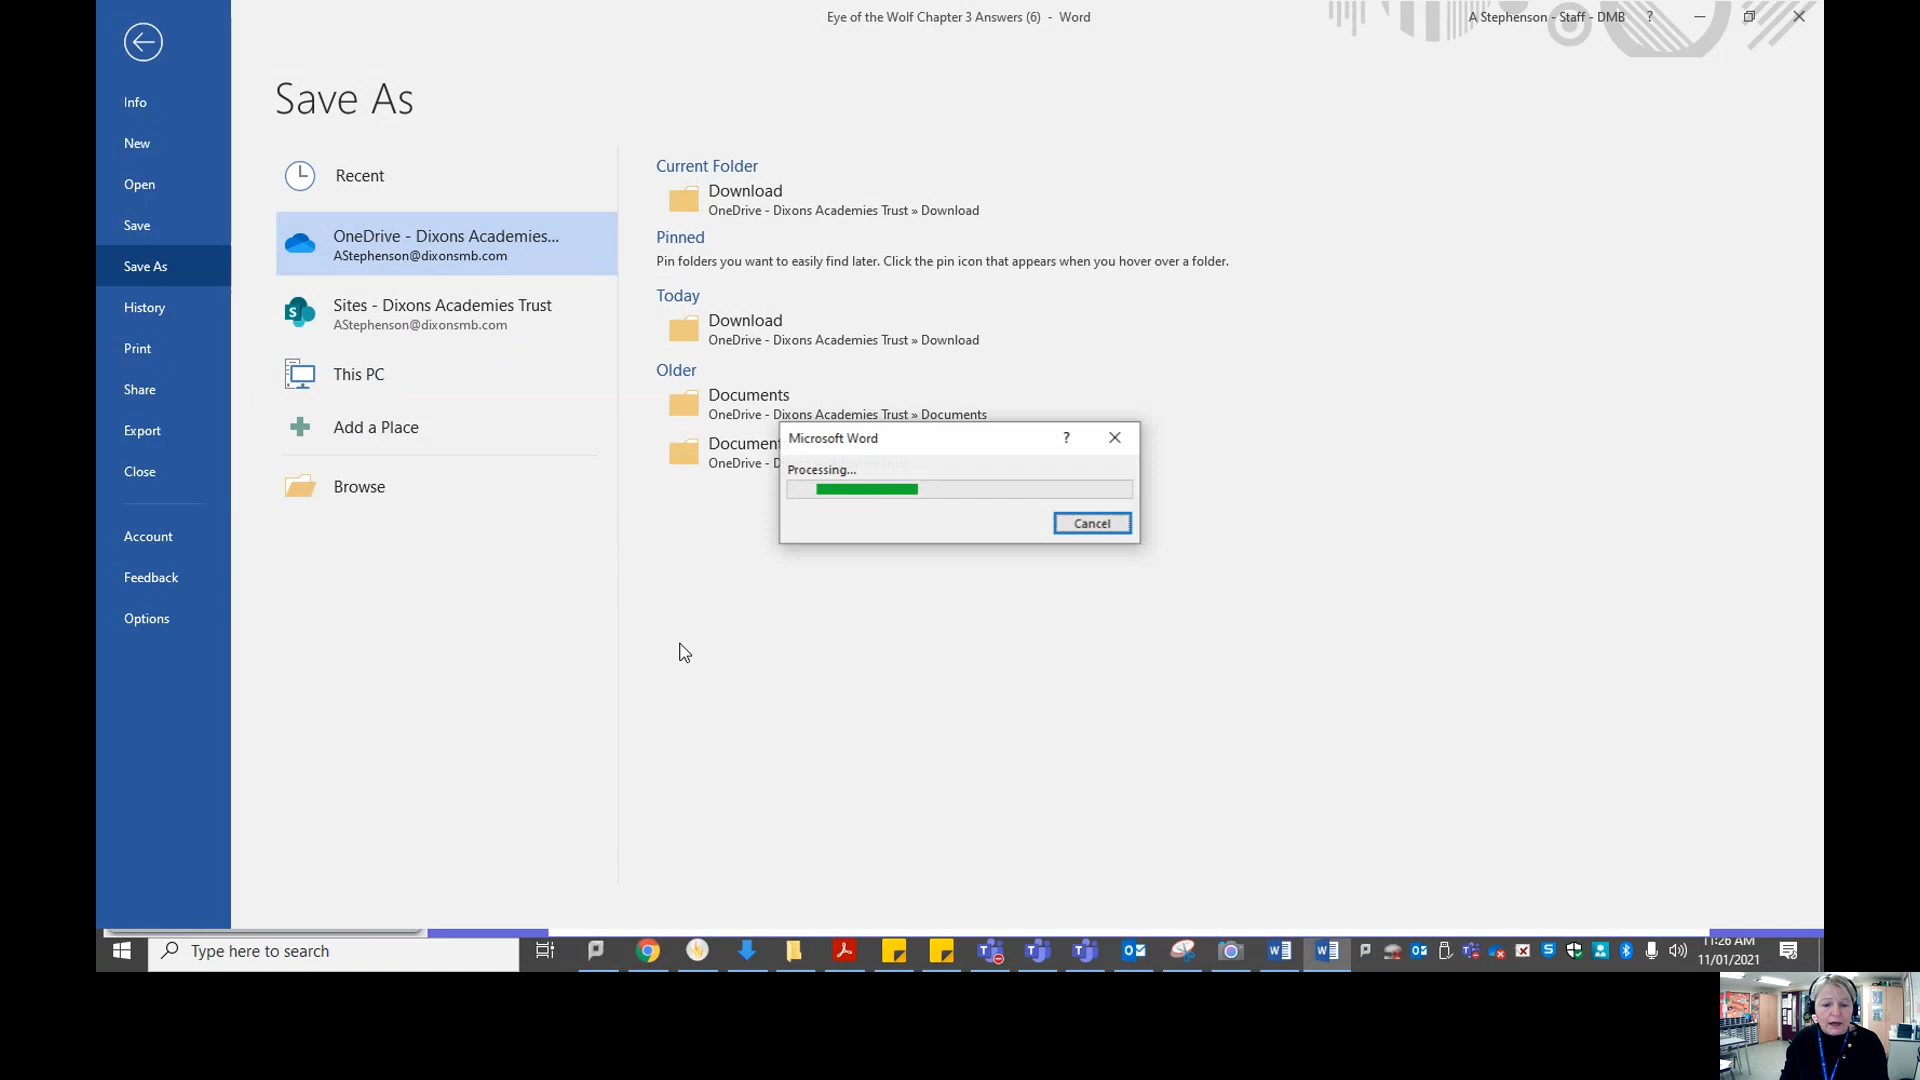 Eye of the Wolf Chapter 3 Answers (6) - Word
A Stephenson - Staff - DMB
?
Info
New
Open
Save
Save As
History
Print
Share
Export
Close
Account
Feedback
Options
Save As
Recent
OneDrive - Dixons Academies...
AStephenson@dixonsmb.com
Sites - Dixons Academies Trust
AStephenson@dixonsmb.com
This PC
Add a Place
Browse
Current Folder
Download
OneDrive - Dixons Academies Trust » Download
Pinned
Pin folders you want to easily find later. Click the pin icon that appears when you hover over a folder.
Today
Download
OneDrive - Dixons Academies Trust » Download
Older
Documents
OneDrive - Dixons Academies Trust » Documents
Microsoft Word
?
Processing...
Cancel
Type here to search
11:26 AM
11/01/2021